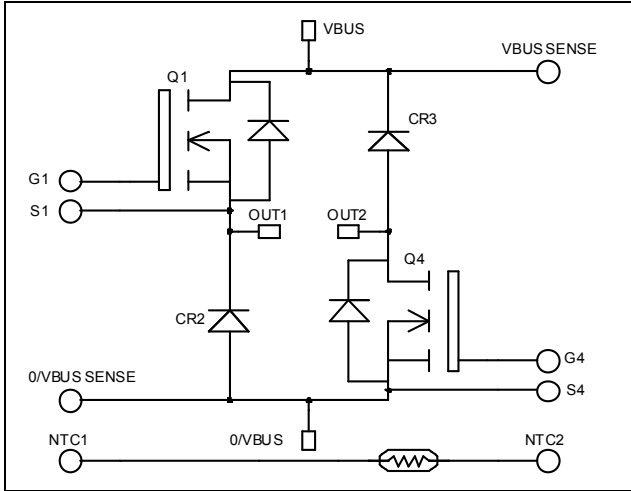 VBUS
VBUS SENSE
Q1
CR3
G1
S1
OUT1
OUT2
Q4
CR2
G4
0/VBUS SENSE
S4
0/VBUS
NTC1
NTC2